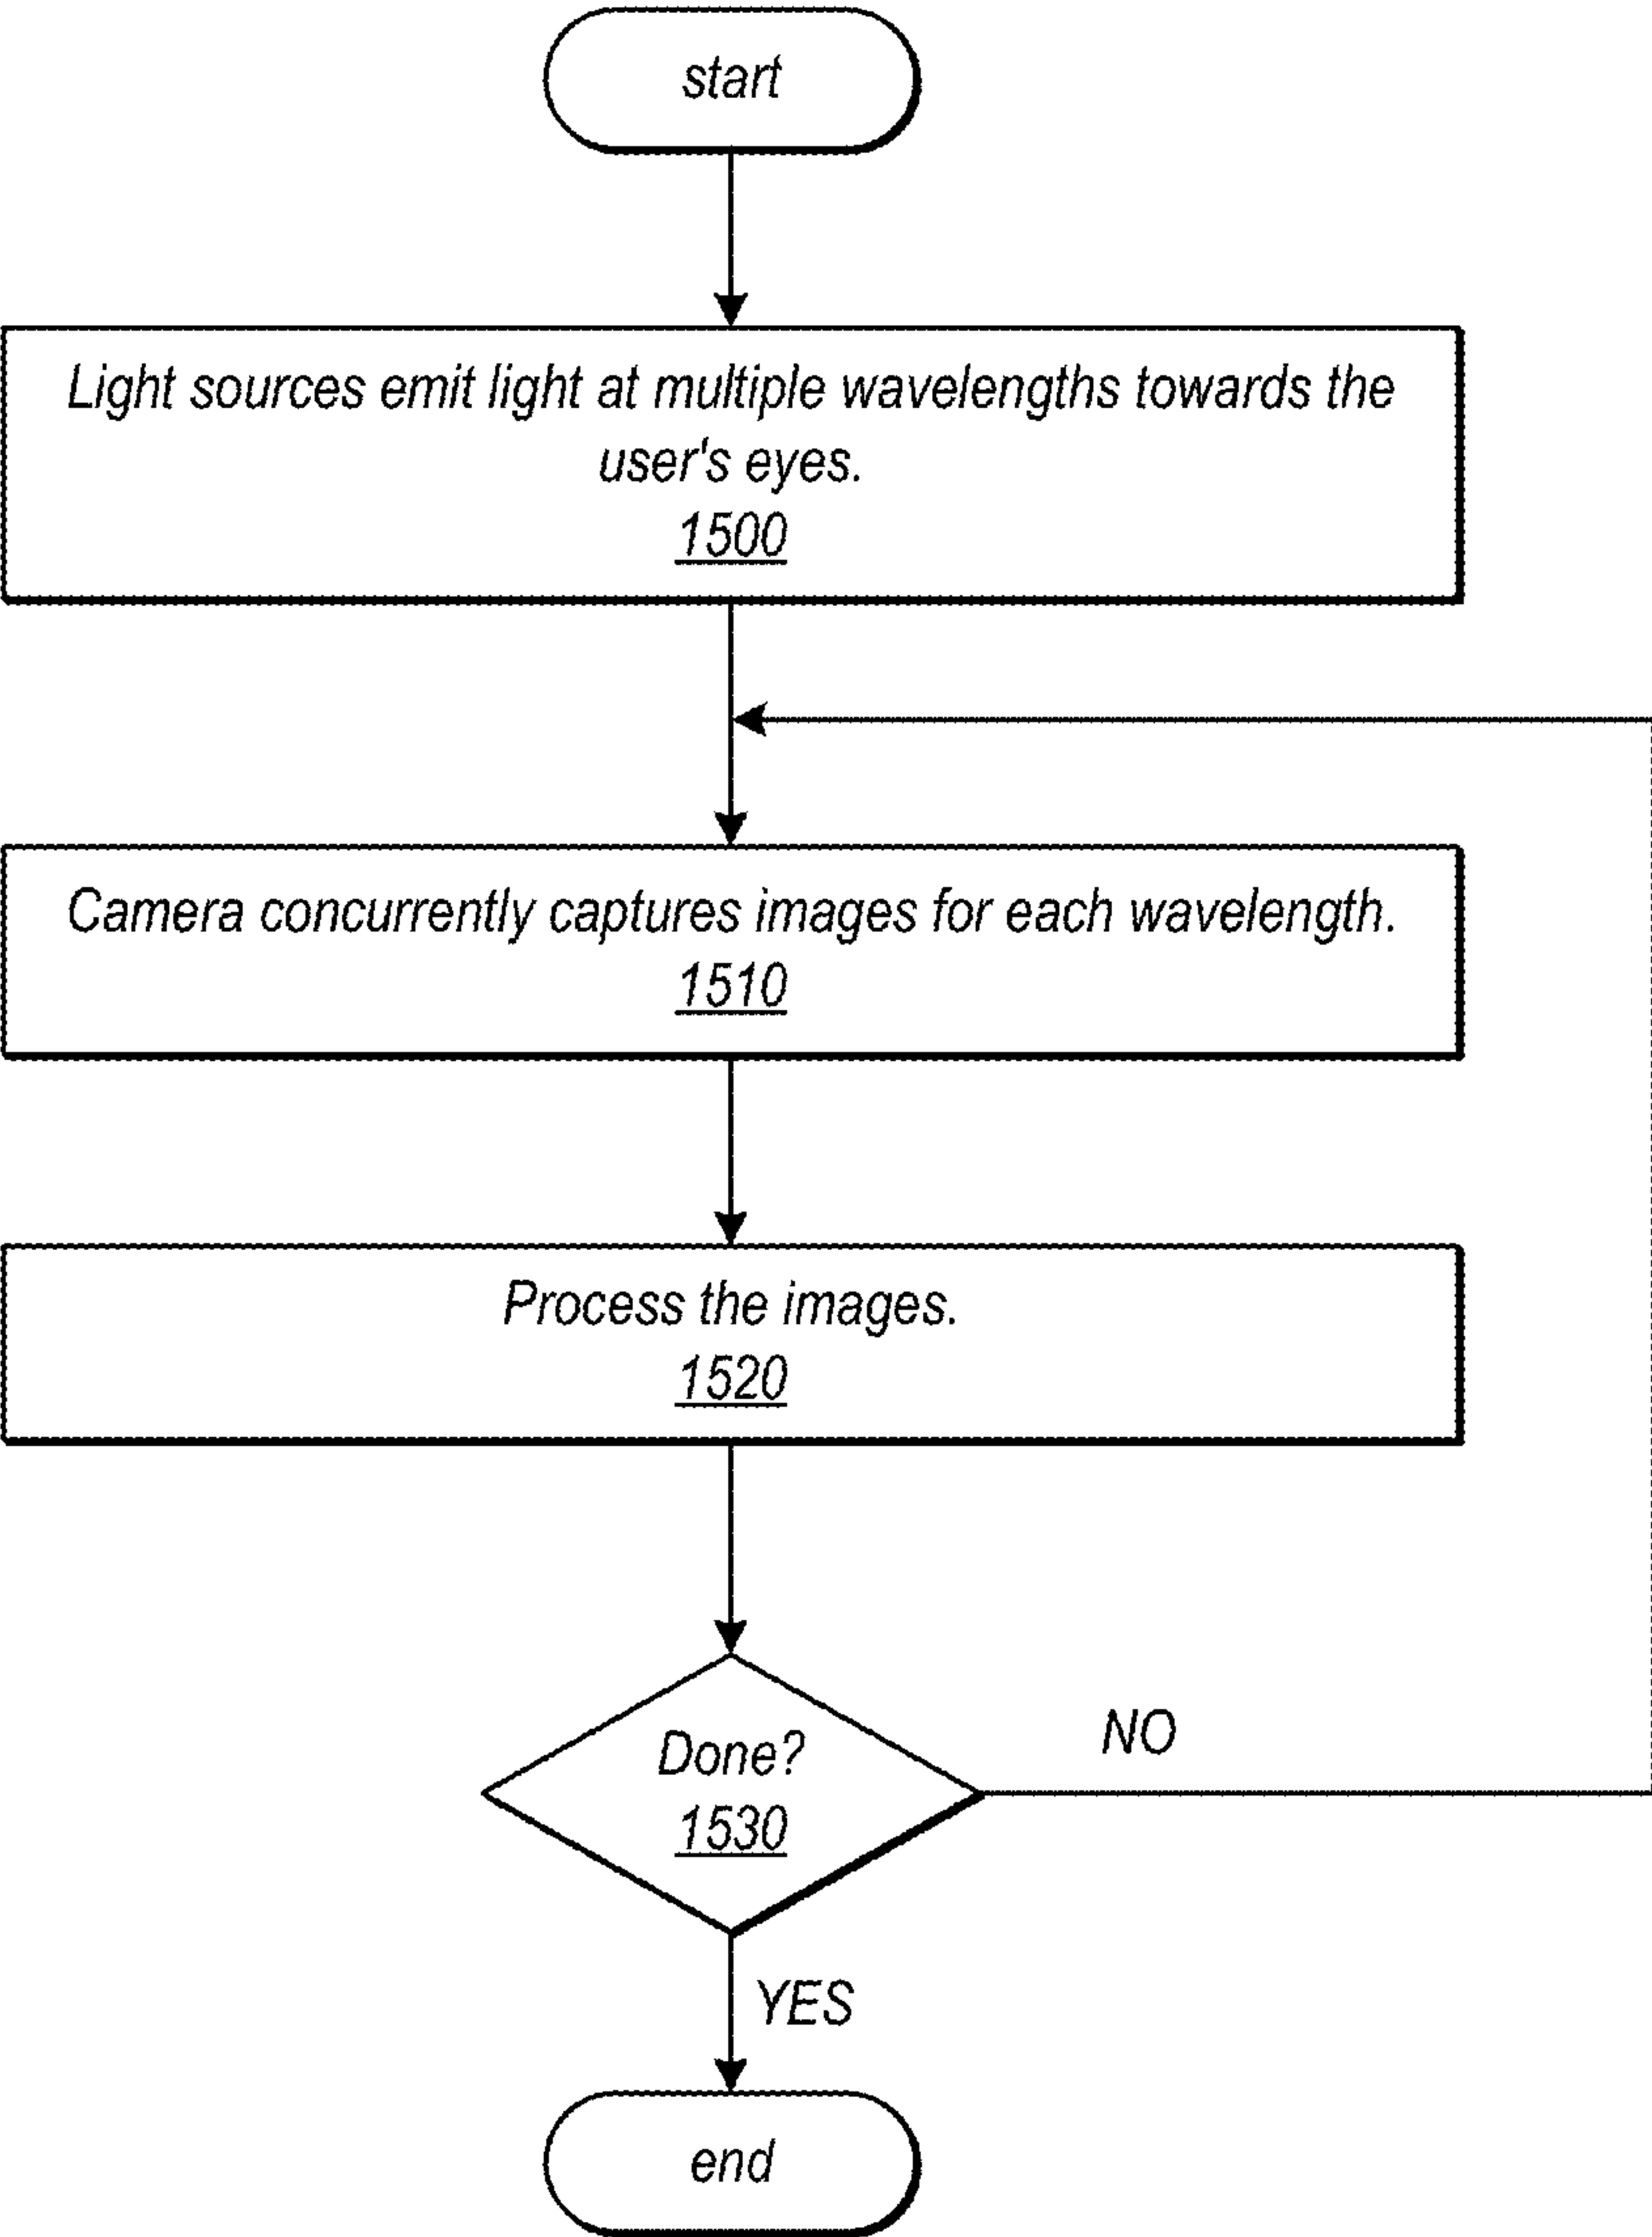 start
Light sources emit light at multiple wavelengths towards the
user's eyes.
1500
Camera concurrently captures images for each wavelength.
1510
Process the images.
1520
Done?
1530
NO
YES
end